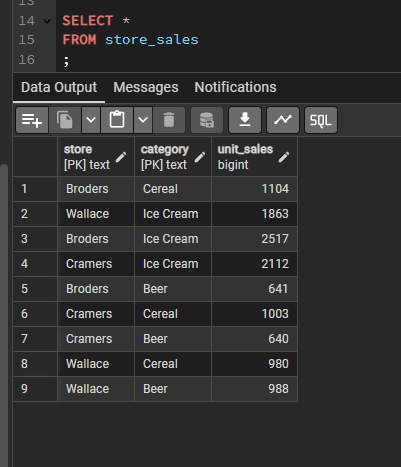 13
14 SELECT *
15 FROM store_sales
16 ;
Data Output Messages Notifications
SQL
store category unit_sales
[PK] text [PK] text bigint
1 Broders Cereal 1104
2 Wallace Ice Cream 1863
3 Broders Ice Cream 2517
4 Cramers Ice Cream 2112
5 Broders Beer 641
6 Cramers Cereal 1003
7 Cramers Beer 640
8 Wallace Cereal 980
9 Wallace Beer 988